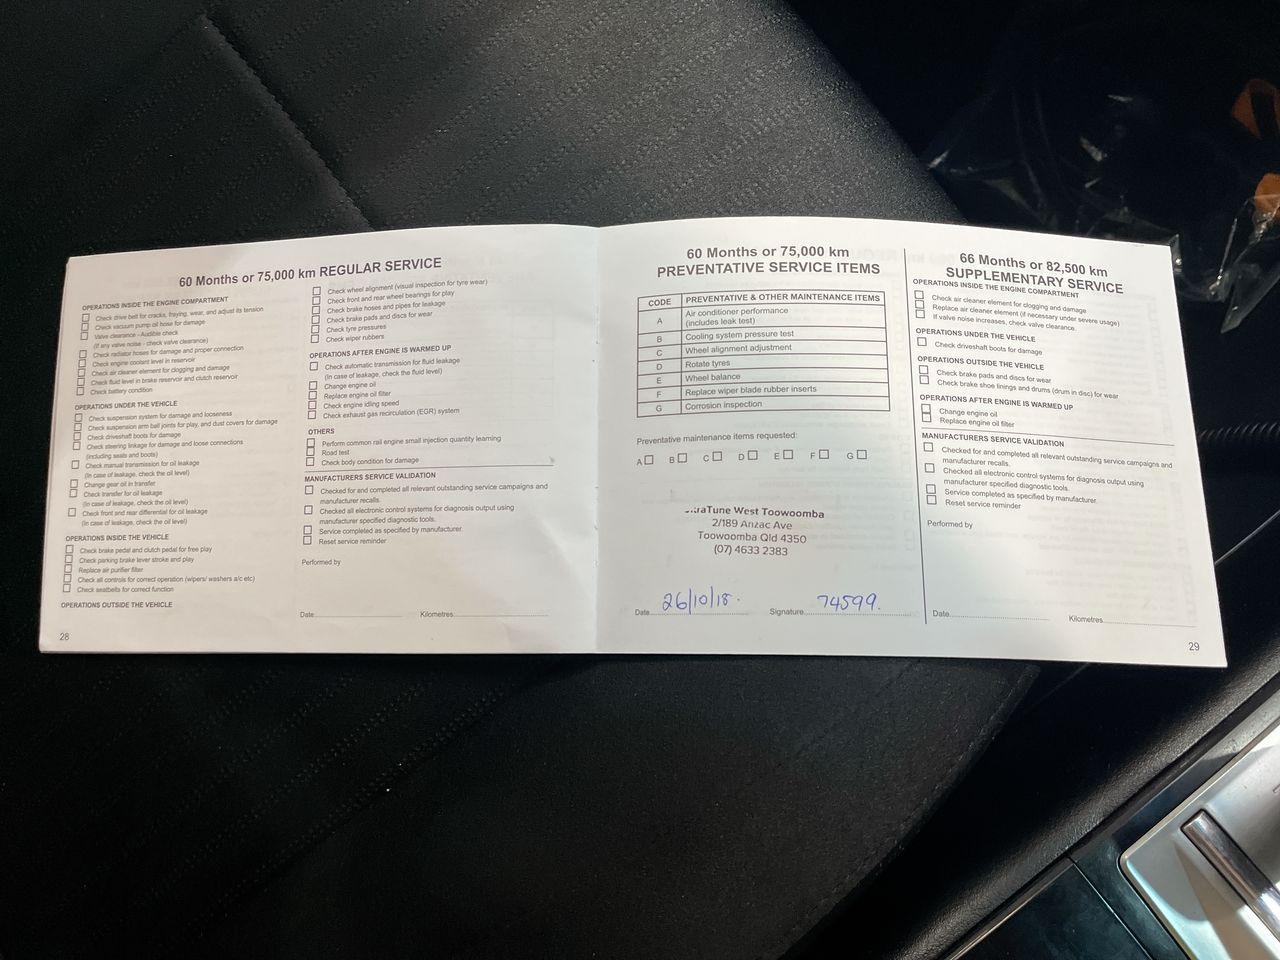 60 Months or 75,000 km REGULAR SERVICE
OPERATIONS INSIDE THE ENGINE COMPARTMENT
Check drive belt for cracks, fraying, wear, and adjust its tension
Check vacuum pump oil hose for damage
Valve clearance - Audible check
(If any valve noise - check valve clearance)
Check radiator hoses for damage and proper connection
Check engine coolant level in reservoir
Check air cleaner element for clogging and damage
Check fluid level in brake reservoir and clutch reservoir
Check battery condition
OPERATIONS UNDER THE VEHICLE
Check suspension system for damage and looseness
Check suspension arm ball joints for play, and dust covers for damage
Check driveshaft boots for damage
Check steering linkage for damage and loose connections
(including seals and boots)
Check manual transmission for oil leakage
(In case of leakage, check the oil level)
Change gear oil in transfer
Check transfer for oil leakage
(In case of leakage, check the oil level)
Check front and rear differential for oil leakage
(In case of leakage, check the oil level)
OPERATIONS INSIDE THE VEHICLE
Check brake pedal and clutch pedal for free play
Check parking brake lever stroke and play
Replace air purifier filter
Check all controls for correct operation (wipers/ washers a/c etc)
Check seatbelts for correct function
OPERATIONS OUTSIDE THE VEHICLE
28
Check wheel alignment (visual inspection for tyre wear)
Check front and rear wheel bearings for play
Check brake hoses and pipes for leakage
Check brake pads and discs for wear
Check tyre pressures
Check wiper rubbers
OPERATIONS AFTER ENGINE IS WARMED UP
Check automatic transmission for fluid leakage
(In case of leakage, check the fluid level)
Change engine oil
Replace engine oil filter
Check engine idling speed
Check exhaust gas recirculation (EGR) system
OTHERS
Perform common rail engine small injection quantity learning
Road test
Check body condition for damage
MANUFACTURERS SERVICE VALIDATION
Checked for and completed all relevant outstanding service campaigns and
manufacturer recalls.
Checked all electronic control systems for diagnosis output using
manufacturer specified diagnostic tools.
Service completed as specified by manufacturer
Reset service reminder
Performed by
Date
Kilometres
60 Months or 75,000 km
PREVENTATIVE SERVICE ITEMS
CODE PREVENTATIVE & OTHER MAINTENANCE ITEMS
A Air conditioner performance
(includes leak test)
B Cooling system pressure test
C Wheel alignment adjustment
D Rotate tyres
E Wheel balance
F Replace wiper blade rubber inserts
G Corrosion inspection
Preventative maintenance items requested:
A B C D E F G
UltraTune West Toowoomba
2/189 Anzac Ave
Toowoomba Qld 4350
(07) 4633 2383
Date 26/10/18. Signature 74599.
66 Months or 82,500 km
SUPPLEMENTARY SERVICE
OPERATIONS INSIDE THE ENGINE COMPARTMENT
Check air cleaner element for clogging and damage
Replace air cleaner element (if necessary under severe usage)
If valve noise increases, check valve clearance.
OPERATIONS UNDER THE VEHICLE
Check driveshaft boots for damage
OPERATIONS OUTSIDE THE VEHICLE
Check brake pads and discs for wear
Check brake shoe linings and drums (drum in disc) for wear
OPERATIONS AFTER ENGINE IS WARMED UP
Change engine oil
Replace engine oil filter
MANUFACTURERS SERVICE VALIDATION
Checked for and completed all relevant outstanding service campaigns and
manufacturer recalls.
Checked all electronic control systems for diagnosis output using
manufacturer specified diagnostic tools.
Service completed as specified by manufacturer.
Reset service reminder
Performed by
Date
Kilometres
29